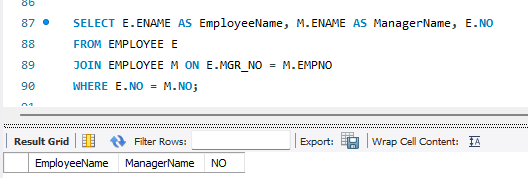 86
87 SELECT E.ENAME AS EmployeeName, M.ENAME AS ManagerName, E.NO
88 FROM EMPLOYEE E
89 JOIN EMPLOYEE M ON E.MGR_NO = M.EMPNO
90 WHERE E.NO = M.NO;
91
Result Grid Filter Rows: Export: Wrap Cell Content:
EmployeeName ManagerName NO